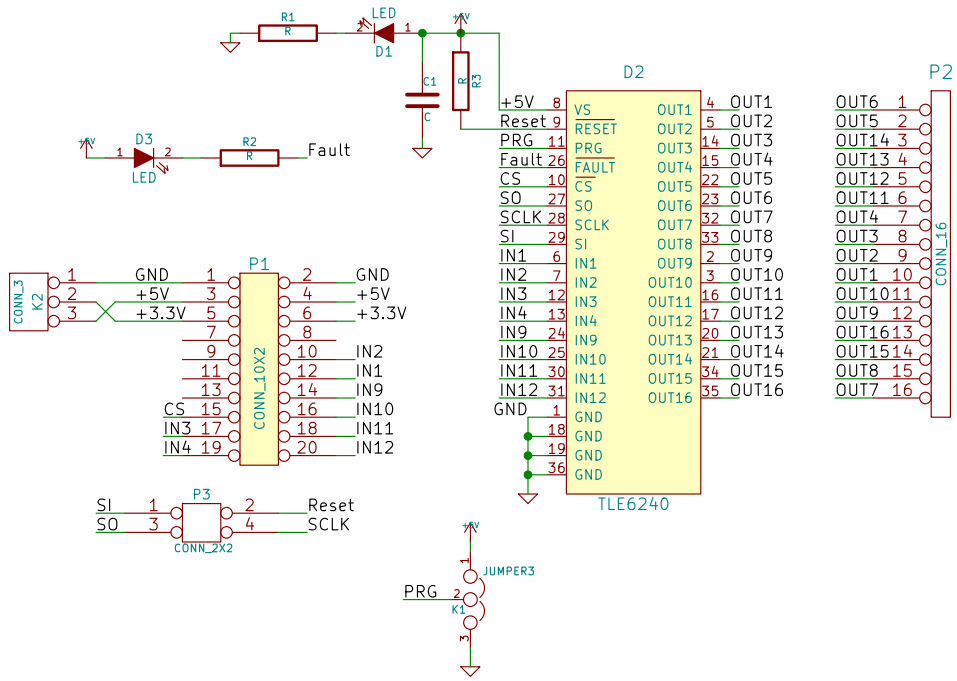 R1
R
LED
2 1
D1
+5V
R
R3
C1
C
+5V
D3
1 2
LED
R2
R
Fault
D2
+5V 8 VS OUT1 4 OUT1
Reset 9 RESET OUT2 5 OUT2
PRG 11 PRG OUT3 14 OUT3
Fault 26 FAULT OUT4 15 OUT4
CS 10 CS OUT5 22 OUT5
SO 27 SO OUT6 23 OUT6
SCLK 28 SCLK OUT7 32 OUT7
SI 29 SI OUT8 33 OUT8
IN1 6 IN1 OUT9 2 OUT9
IN2 7 IN2 OUT10 3 OUT10
IN3 12 IN3 OUT11 16 OUT11
IN4 13 IN4 OUT12 17 OUT12
IN9 24 IN9 OUT13 20 OUT13
IN10 25 IN10 OUT14 21 OUT14
IN11 30 IN11 OUT15 34 OUT15
IN12 31 IN12 OUT16 35 OUT16
GND 1 GND
18 GND
19 GND
36 GND
TLE6240
P2
OUT6 1
OUT5 2
OUT14 3
OUT13 4
OUT12 5
OUT11 6
OUT4 7
OUT3 8
OUT2 9
OUT1 10
OUT10 11
OUT9 12
OUT16 13
OUT15 14
OUT8 15
OUT7 16
CONN_16
CONN_3
K2
1
2
3
P1
GND 1 2 GND
+5V 3 4 +5V
+3.3V 5 6 +3.3V
7 8
9 10 IN2
11 12 IN1
13 14 IN9
CS 15 16 IN10
IN3 17 18 IN11
IN4 19 20 IN12
CONN_10X2
P3
SI 1 2 Reset
SO 3 4 SCLK
CONN_2X2
+5V
1
JUMPER3
PRG 2
K1
3